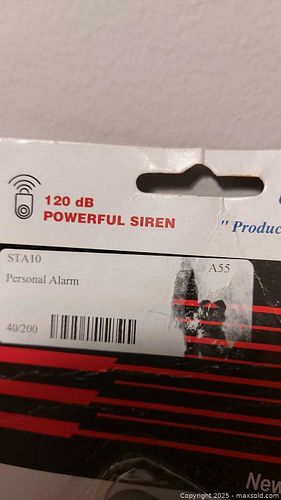 120 dB
POWERFUL SIREN
" Produc
STA10
A55
Personal Alarm
40/200
New
Copyright © 2025 - maxsold.com